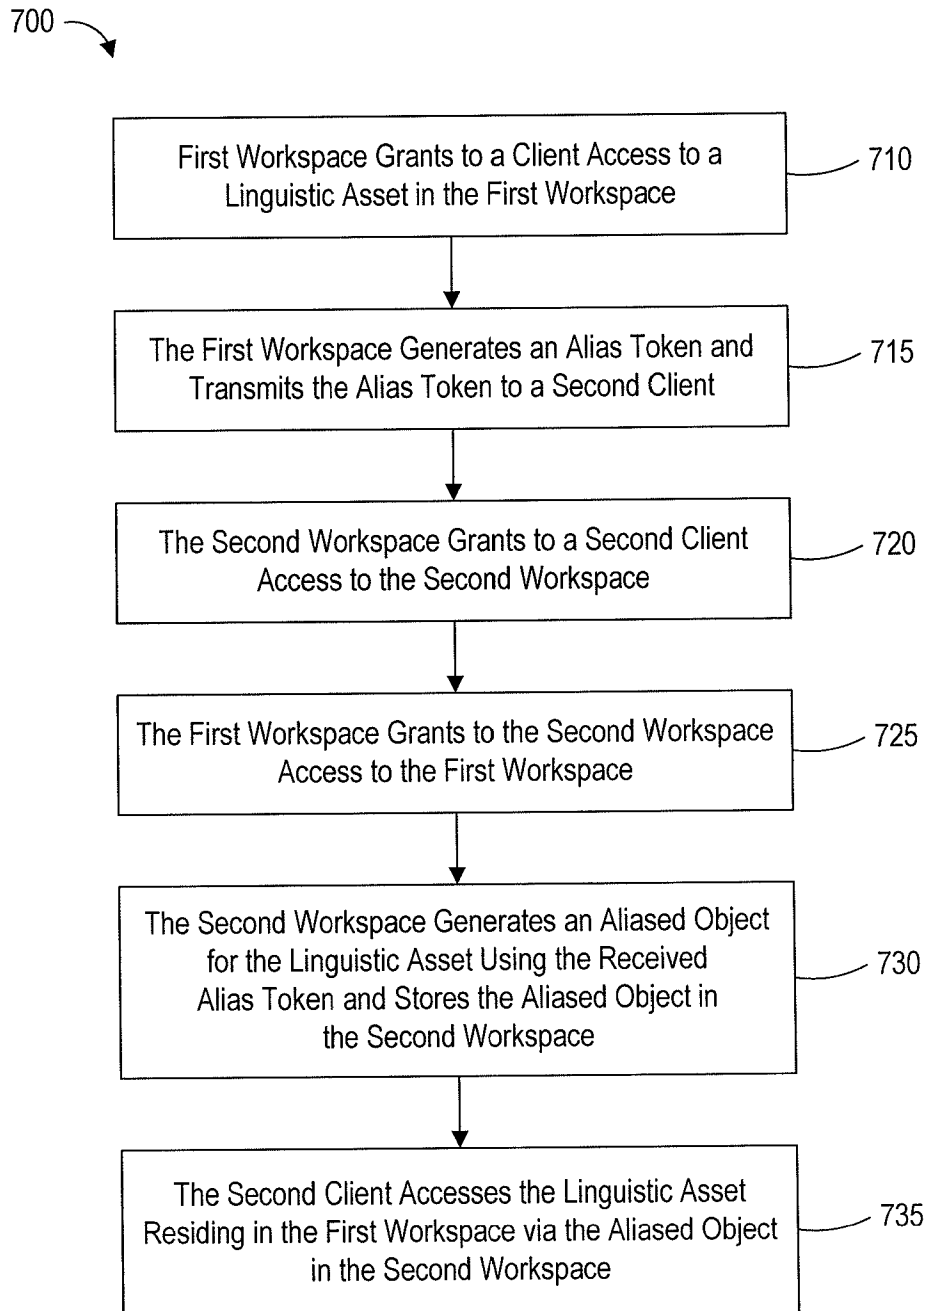 700
First Workspace Grants to a Client Access to a
Linguistic Asset in the First Workspace
710
The First Workspace Generates an Alias Token and
Transmits the Alias Token to a Second Client
715
The Second Workspace Grants to a Second Client
Access to the Second Workspace
720
The First Workspace Grants to the Second Workspace
Access to the First Workspace
725
The Second Workspace Generates an Aliased Object
for the Linguistic Asset Using the Received
Alias Token and Stores the Aliased Object in
the Second Workspace
730
The Second Client Accesses the Linguistic Asset
Residing in the First Workspace via the Aliased Object
in the Second Workspace
735